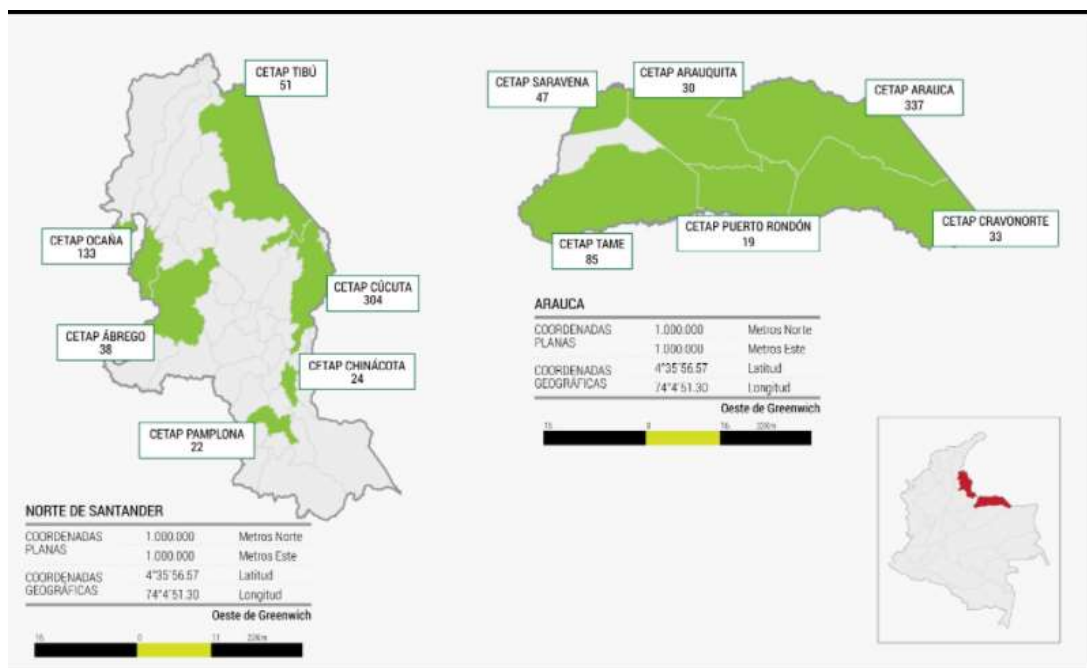 CETAP TIBÚ
51
CETAP OCAÑA
133
CETAP CÚCUTA
304
CETAP ÁBREGO
38
CETAP CHINÁCOTA
24
CETAP PAMPLONA
22
NORTE DE SANTANDER
COORDENADAS PLANAS
1.000.000 Metros Norte
1.000.000 Metros Este
COORDENADAS GEOGRÁFICAS
4°35´56.57 Latitud
74°4´51.30 Longitud
Oeste de Greenwich
16 0 11
CETAP SARAVENA
47
CETAP ARAUQUITA
30
CETAP ARAUCA
337
CETAP TAME
85
CETAP PUERTO RONDÓN
19
CETAP CRAVONORTE
33
ARAUCA
COORDENADAS PLANAS
1.000.000 Metros Norte
1.000.000 Metros Este
COORDENADAS GEOGRÁFICAS
4°35´56.57 Latitud
74°4´51.30 Longitud
Oeste de Greenwich